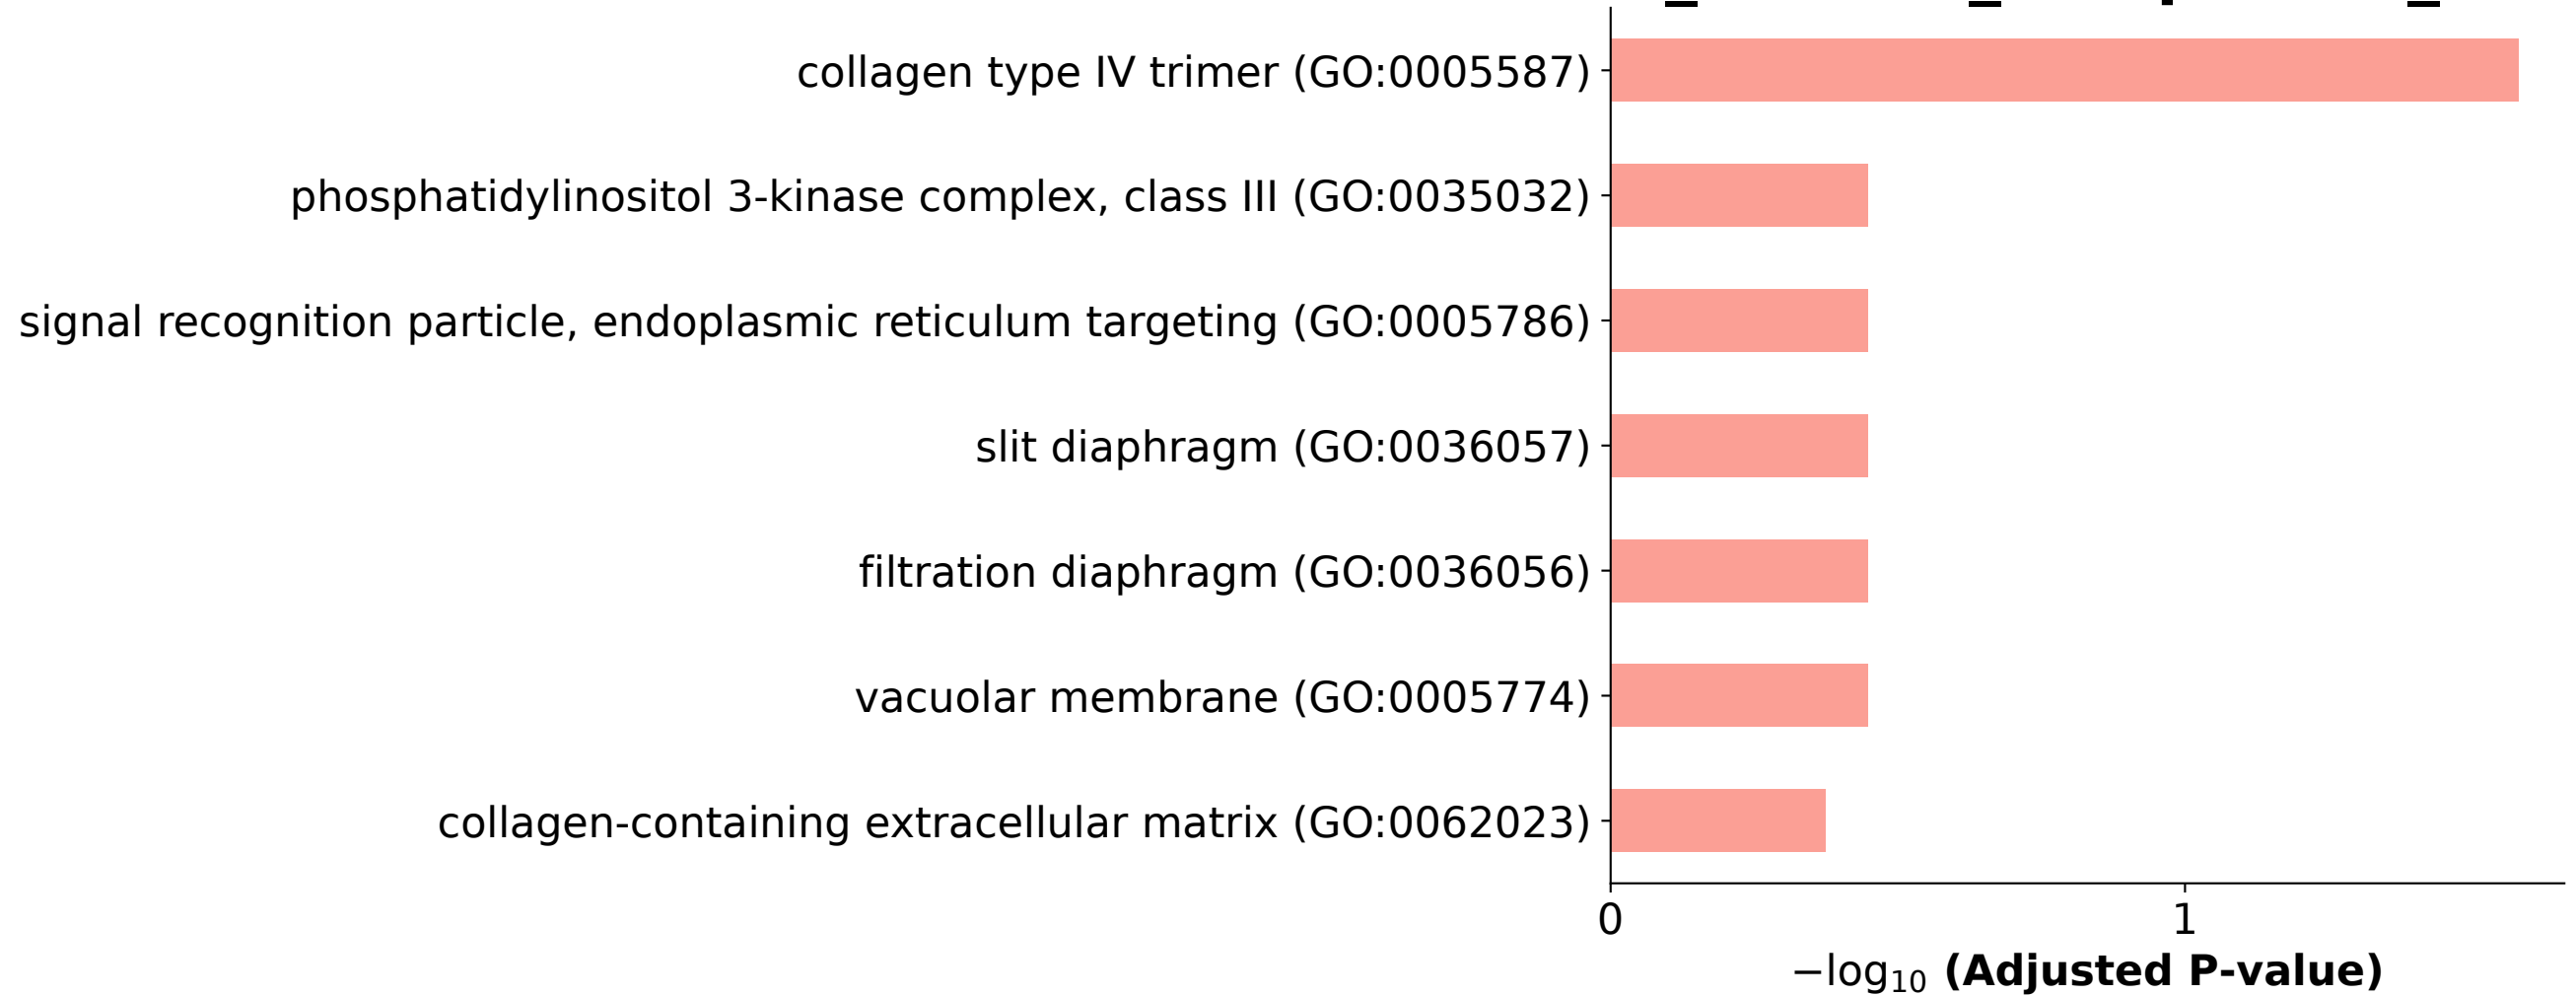 collagen type IV trimer (GO:0005587)
phosphatidylinositol 3-kinase complex, class III (GO:0035032)
signal recognition particle, endoplasmic reticulum targeting (GO:0005786)
slit diaphragm (GO:0036057)
filtration diaphragm (GO:0036056)
vacuolar membrane (GO:0005774)
collagen-containing extracellular matrix (GO:0062023)
0 1
−log₁₀ (Adjusted P-value)